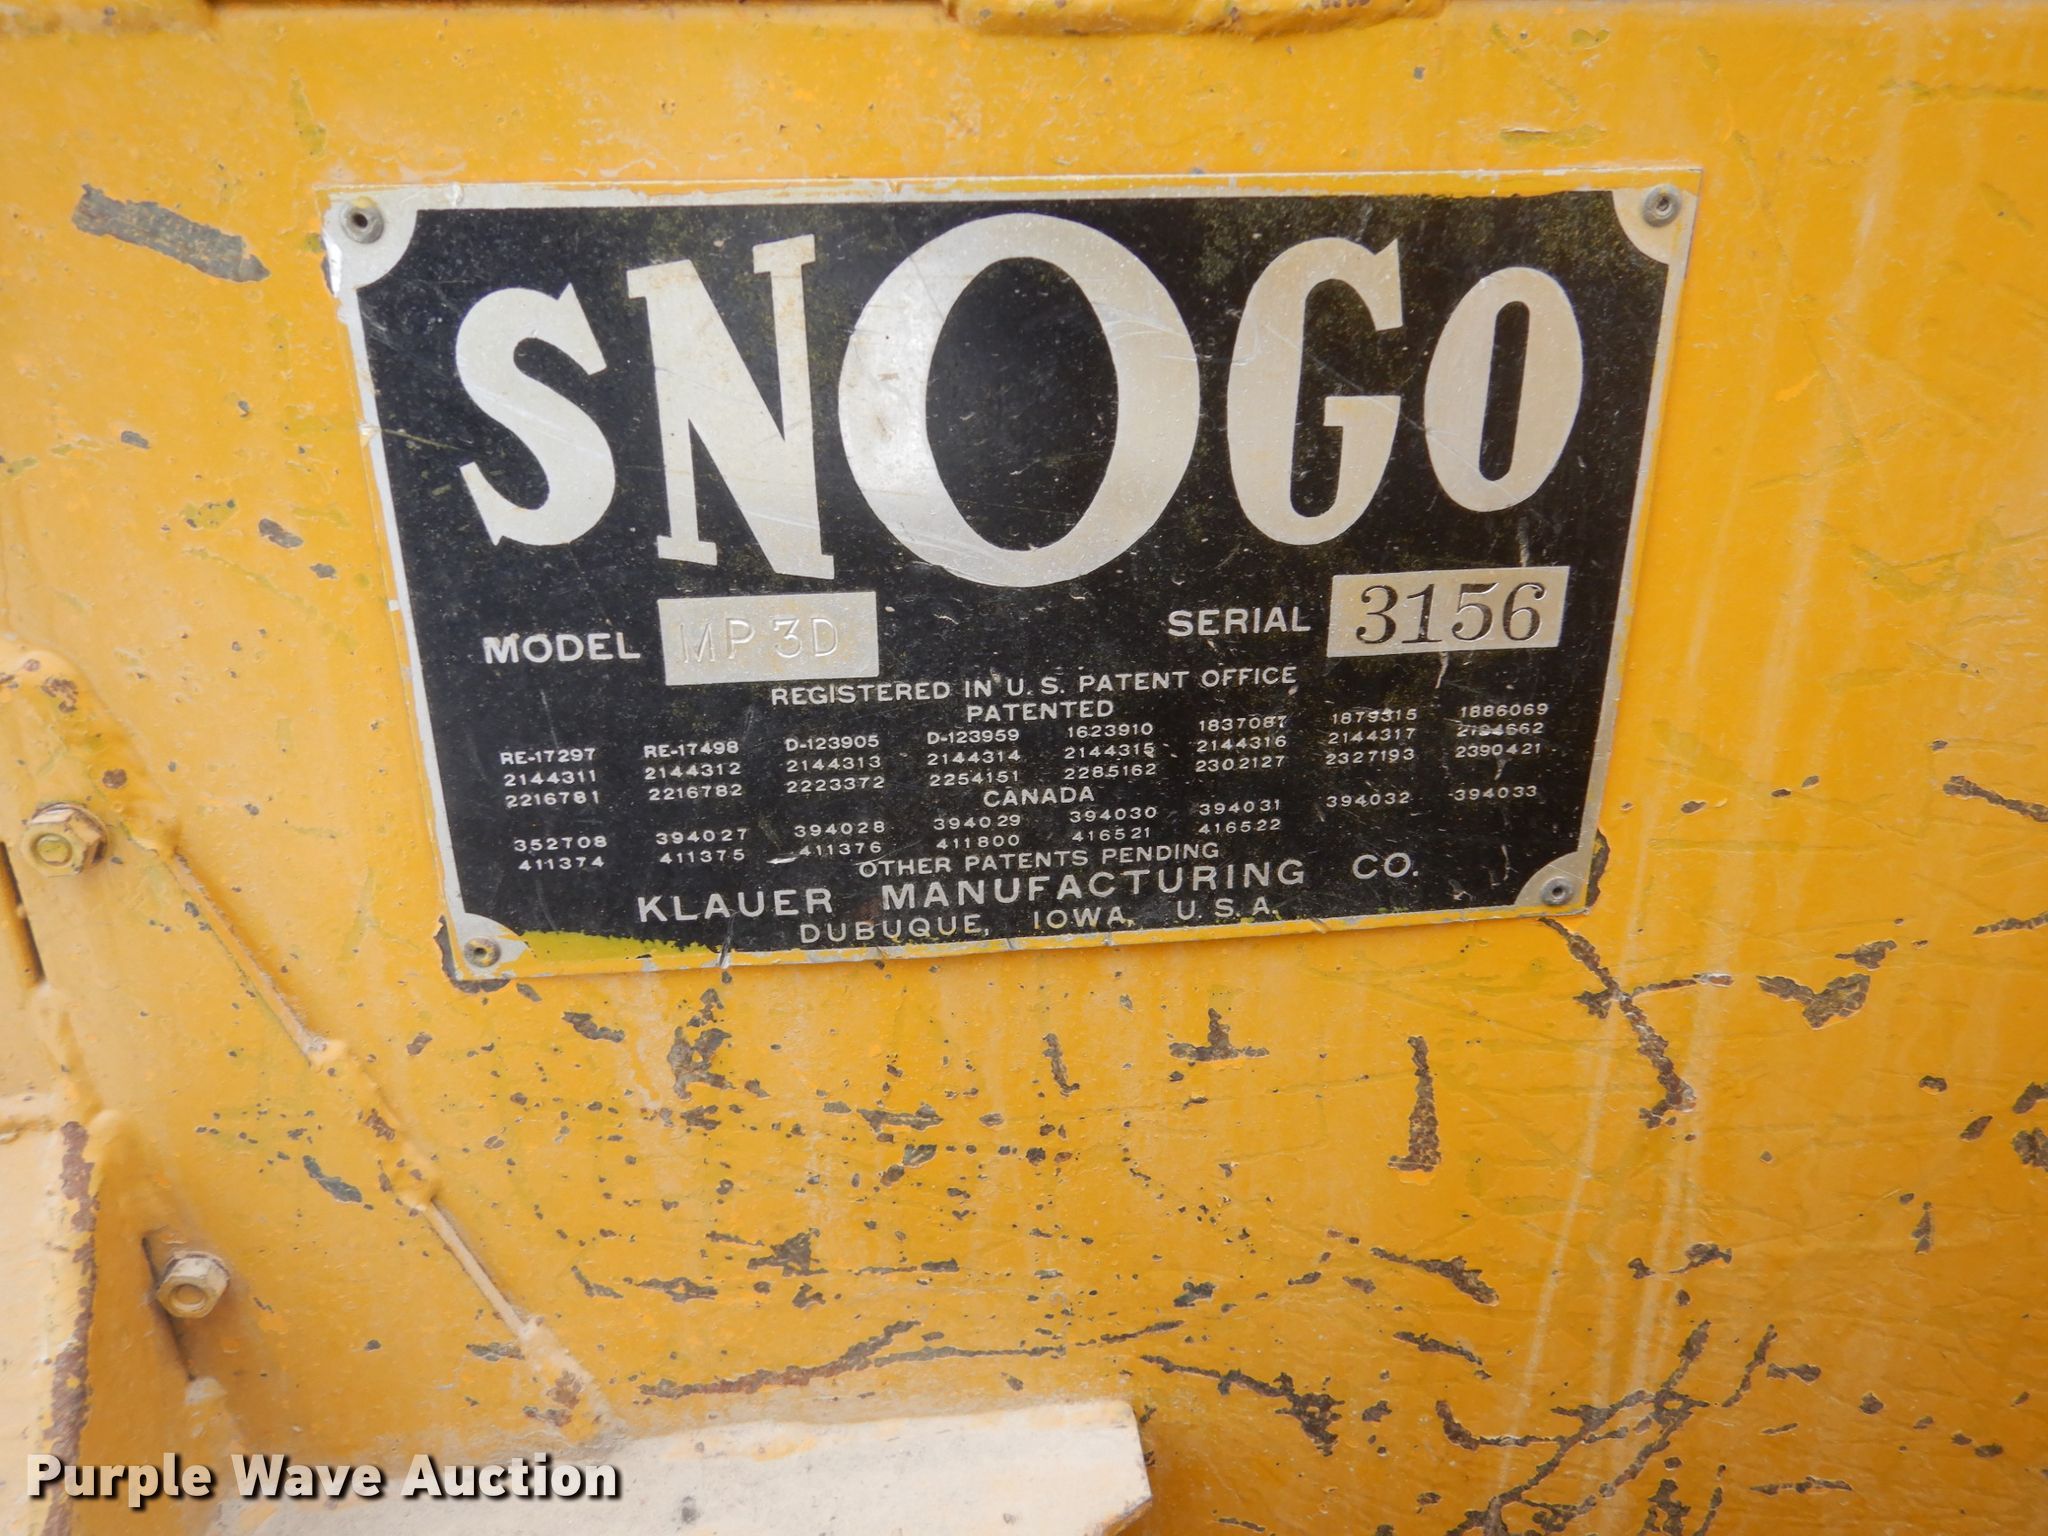 SNOGO
MODEL MP3D SERIAL 3156
REGISTERED IN U.S. PATENT OFFICE
PATENTED
RE-17297 RE-17498 D-123905 D-123959 1623910 1837087 1879315 1886069
2144311 2144312 2144313 2144314 2144315 2144316 2144317 2194662
2216781 2216782 2223372 2254151 2285162 2302127 2327193 2390421
CANADA
352708 394027 394028 394029 394030 394031 394032 394033
411374 411375 411376 411800 416521 416522
OTHER PATENTS PENDING
KLAUER MANUFACTURING CO.
DUBUQUE, IOWA, U.S.A.
Purple Wave Auction